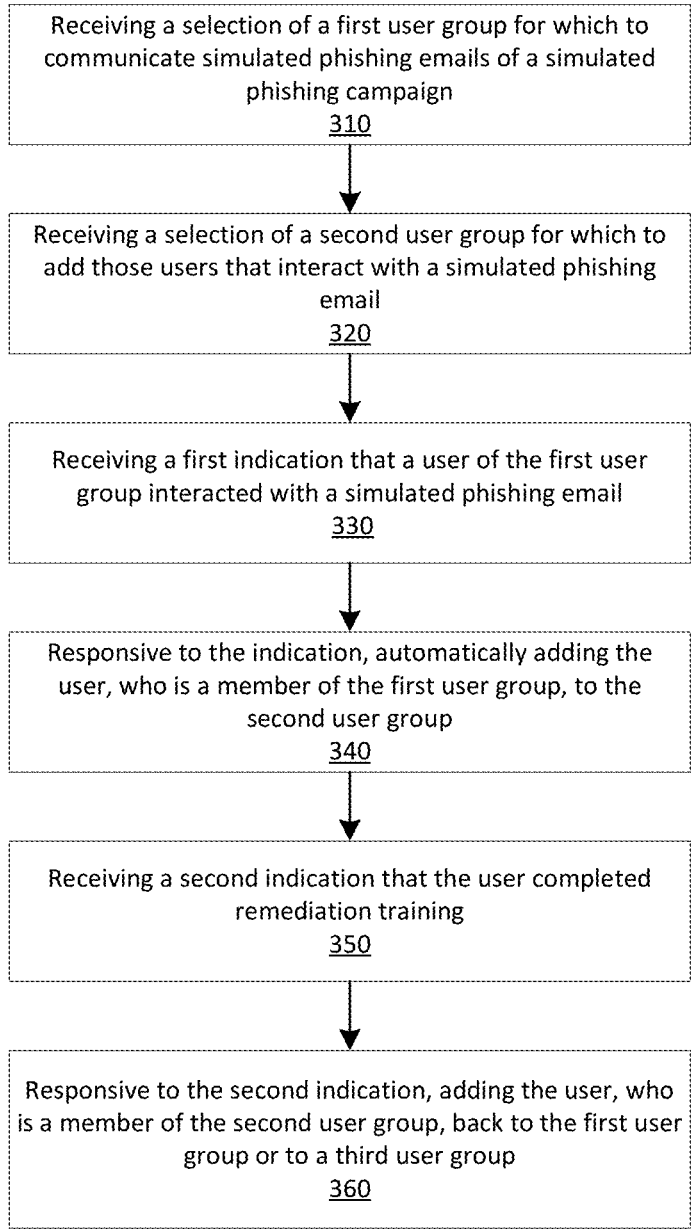 Receiving a selection of a first user group for which to
communicate simulated phishing emails of a simulated
phishing campaign
310
Receiving a selection of a second user group for which to
add those users that interact with a simulated phishing
email
320
Receiving a first indication that a user of the first user
group interacted with a simulated phishing email
330
Responsive to the indication, automatically adding the
user, who is a member of the first user group, to the
second user group
340
Receiving a second indication that the user completed
remediation training
350
Responsive to the second indication, adding the user, who
is a member of the second user group, back to the first user
group or to a third user group
360